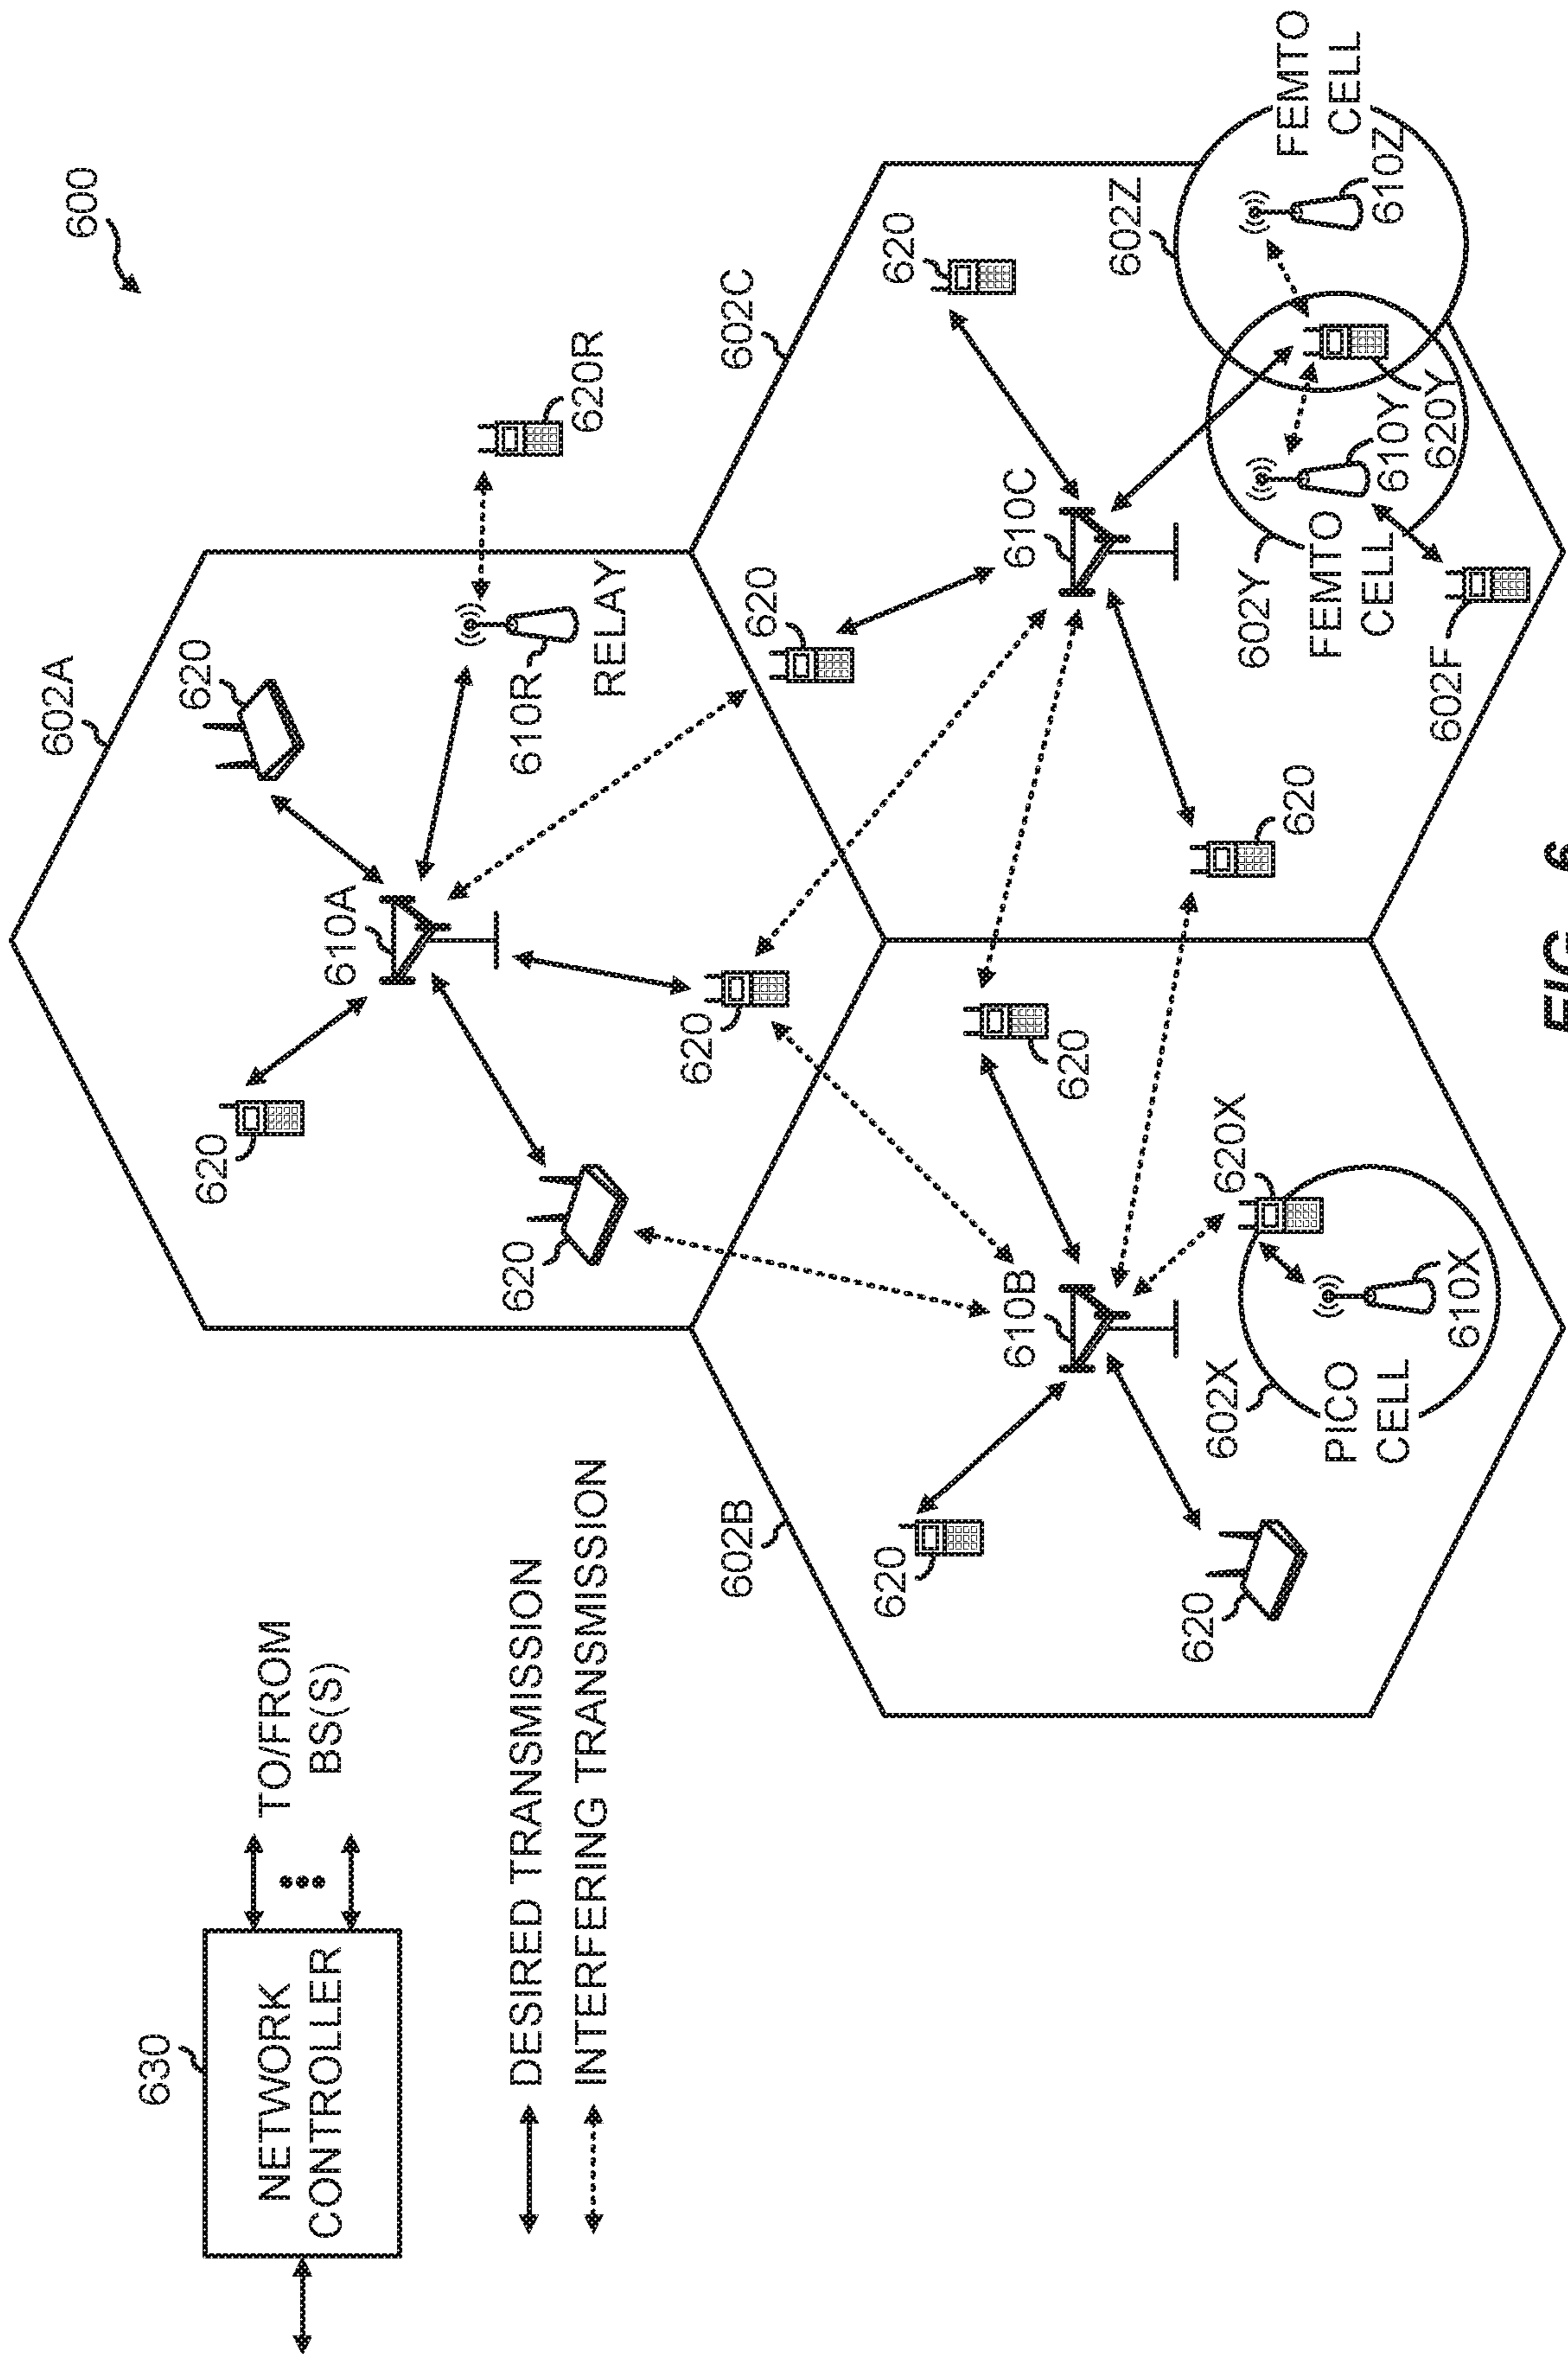 600
630
NETWORK
CONTROLLER
TO/FROM
BS(S)
DESIRED TRANSMISSION
INTERFERING TRANSMISSION
602A
620
620
610A
620
610R
RELAY
620R
620
602B
620
610B
620
620
602X
PICO
CELL
620X
610X
602C
620
620
610C
620
602Y
FEMTO
CELL
610Y
620Y
602F
602Z
FEMTO
CELL
610Z
FIG. 6